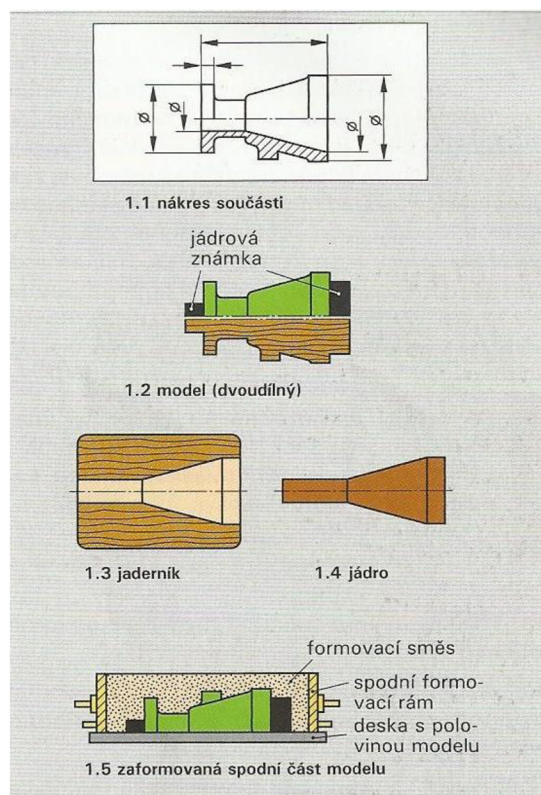 Ø
Ø
Ø
Ø
1.1 nákres součásti
jádrová
známka
1.2 model (dvoudílný)
1.3 jaderník
1.4 jádro
formovací směs
spodní formo-
vací rám
deska s polo-
vinou modelu
1.5 zaformovaná spodní část modelu